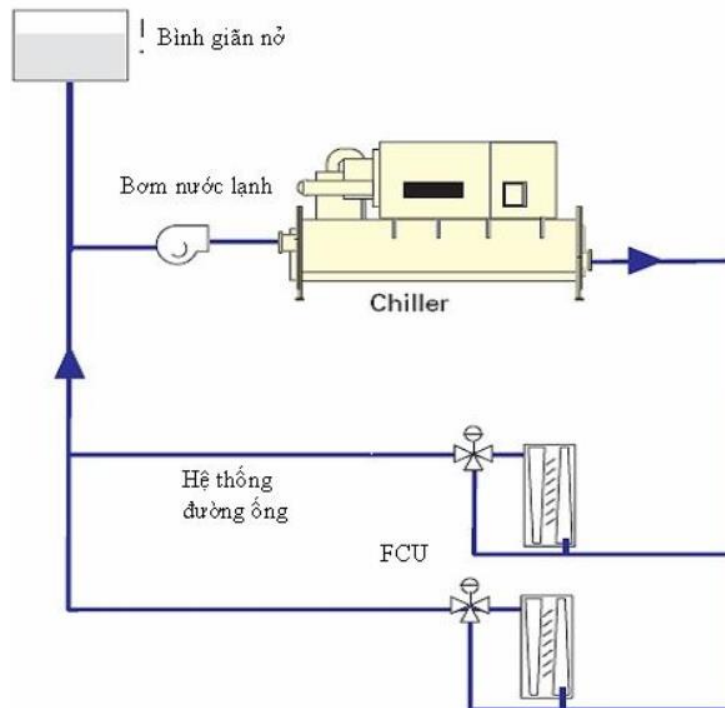 Bình giãn nở
Bơm nước lạnh
Chiller
Hệ thống
đường ống
FCU